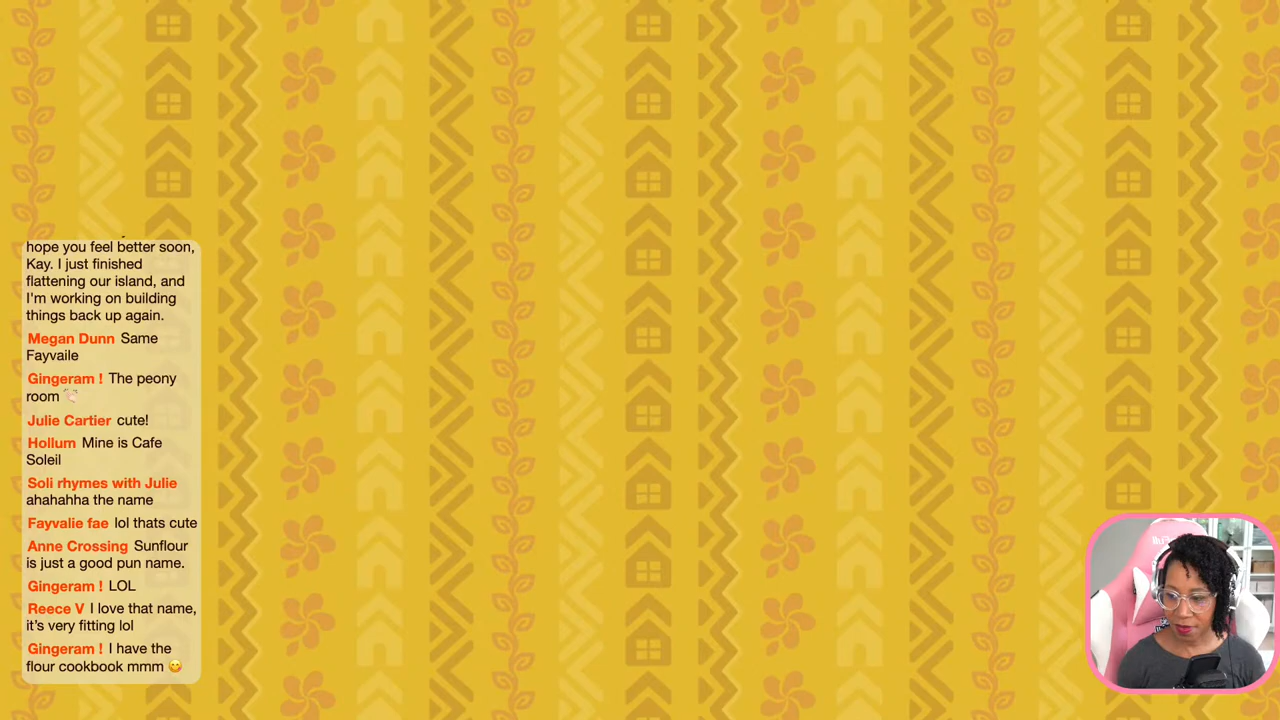 hope you feel better soon,
Kay. I just finished
flattening our island, and
I'm working on building
things back up again.
Megan Dunn Same
Fayvaile
Gingeram ! The peony
room 👏🏻
Julie Cartier cute!
Hollum Mine is Cafe
Soleil
Soli rhymes with Julie
ahahahha the name
Fayvalie fae lol thats cute
Anne Crossing Sunflour
is just a good pun name.
Gingeram ! LOL
Reece V I love that name,
it's very fitting lol
Gingeram ! I have the
flour cookbook mmm 😋